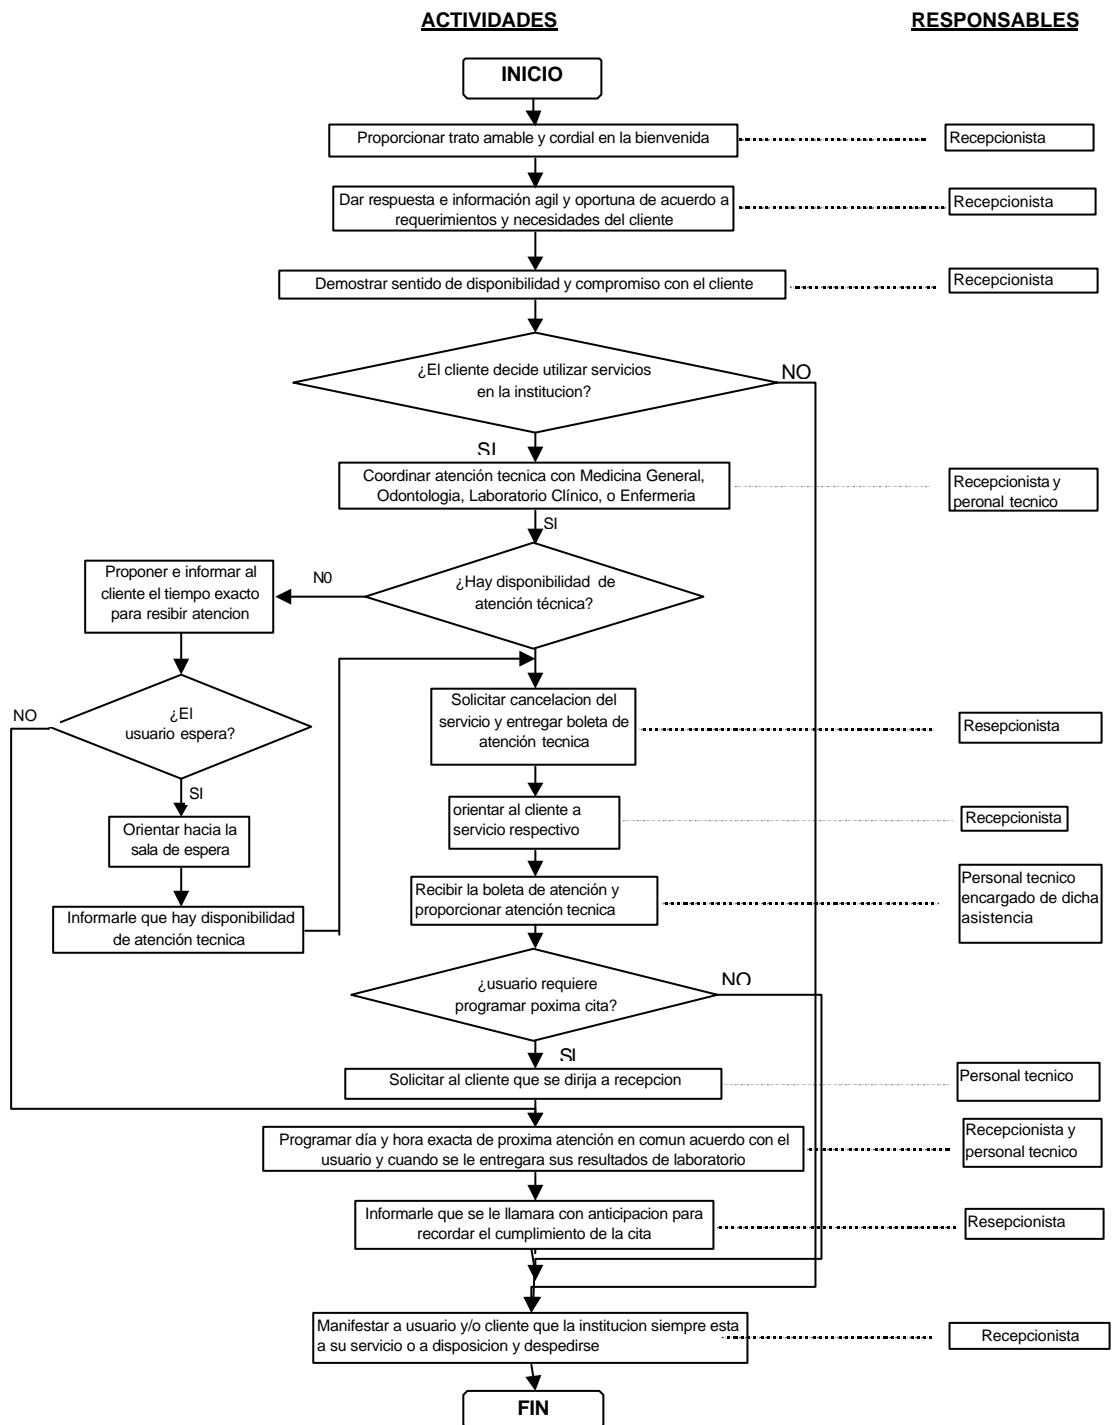 ACTIVIDADES
RESPONSABLES
INICIO
Proporcionar trato amable y cordial en la bienvenida
Recepcionista
Dar respuesta e información agil y oportuna de acuerdo a
requerimientos y necesidades del cliente
Recepcionista
Demostrar sentido de disponibilidad y compromiso con el cliente
Recepcionista
¿El cliente decide utilizar servicios
en la institucion?
NO
SI
Coordinar atención tecnica con Medicina General,
Odontologia, Laboratorio Clínico, o Enfermeria
Recepcionista y
peronal tecnico
SI
¿Hay disponibilidad de
atención técnica?
N0
Proponer e informar al
cliente el tiempo exacto
para resibir atencion
¿El
usuario espera?
NO
SI
Orientar hacia la
sala de espera
Informarle que hay disponibilidad
de atención tecnica
Solicitar cancelacion del
servicio y entregar boleta de
atención tecnica
Resepcionista
orientar al cliente a
servicio respectivo
Recepcionista
Recibir la boleta de atención y
proporcionar atención tecnica
Personal tecnico
encargado de dicha
asistencia
¿usuario requiere
programar poxima cita?
NO
SI
Solicitar al cliente que se dirija a recepcion
Personal tecnico
Programar día y hora exacta de proxima atención en comun acuerdo con el
usuario y cuando se le entregara sus resultados de laboratorio
Recepcionista y
personal tecnico
Informarle que se le llamara con anticipacion para
recordar el cumplimiento de la cita
Resepcionista
Manifestar a usuario y/o cliente que la institucion siempre esta
a su servicio o a disposicion y despedirse
Recepcionista
FIN